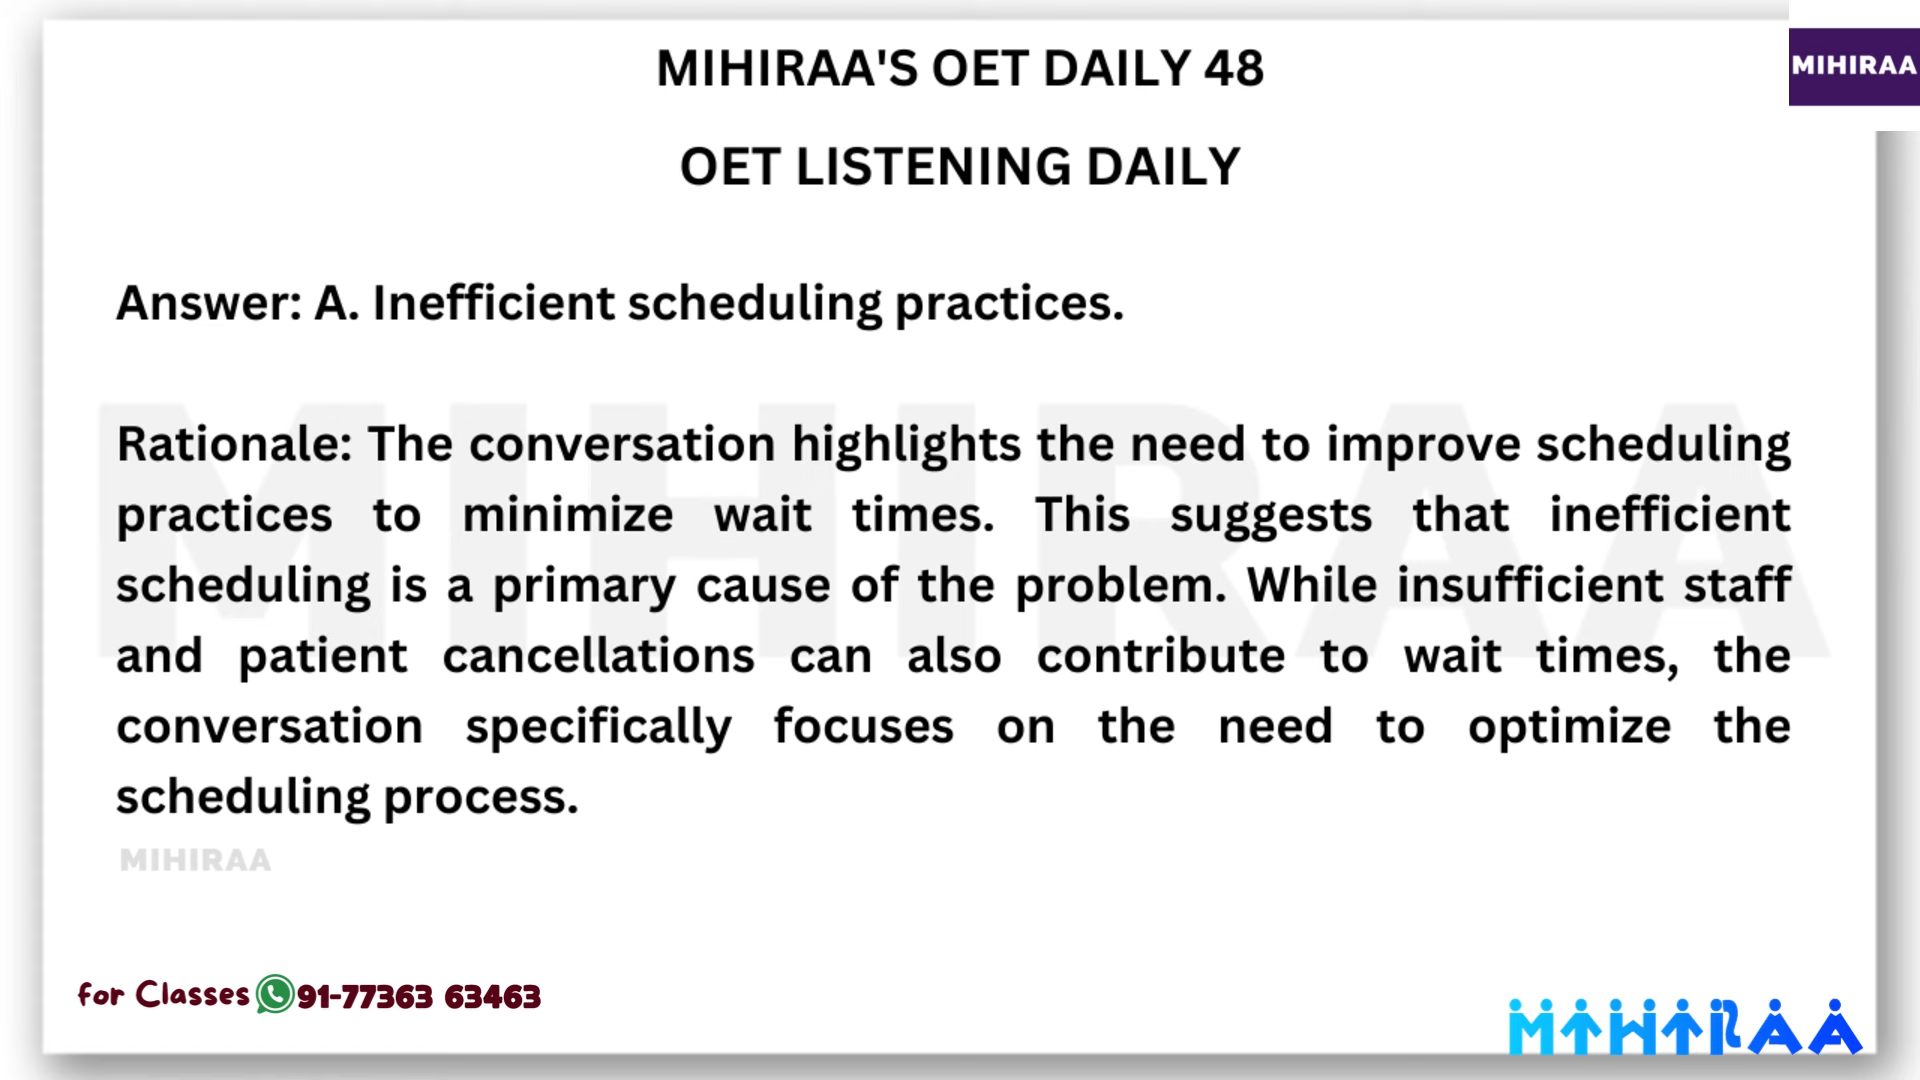 MIHIRAA'S OET DAILY 48
MIHIRAA
OET LISTENING DAILY
Answer: A. Inefficient scheduling practices.
Rationale: The conversation highlights the need to improve scheduling
practices to minimize wait times. This suggests that inefficient
scheduling is a primary cause of the problem. While insufficient staff
and patient cancellations can also contribute to wait times, the
conversation specifically focuses on the need to optimize the
scheduling process.
MIHIRAA
MIHIRAA
for Classes 91-77363 63463
MIHIRAA